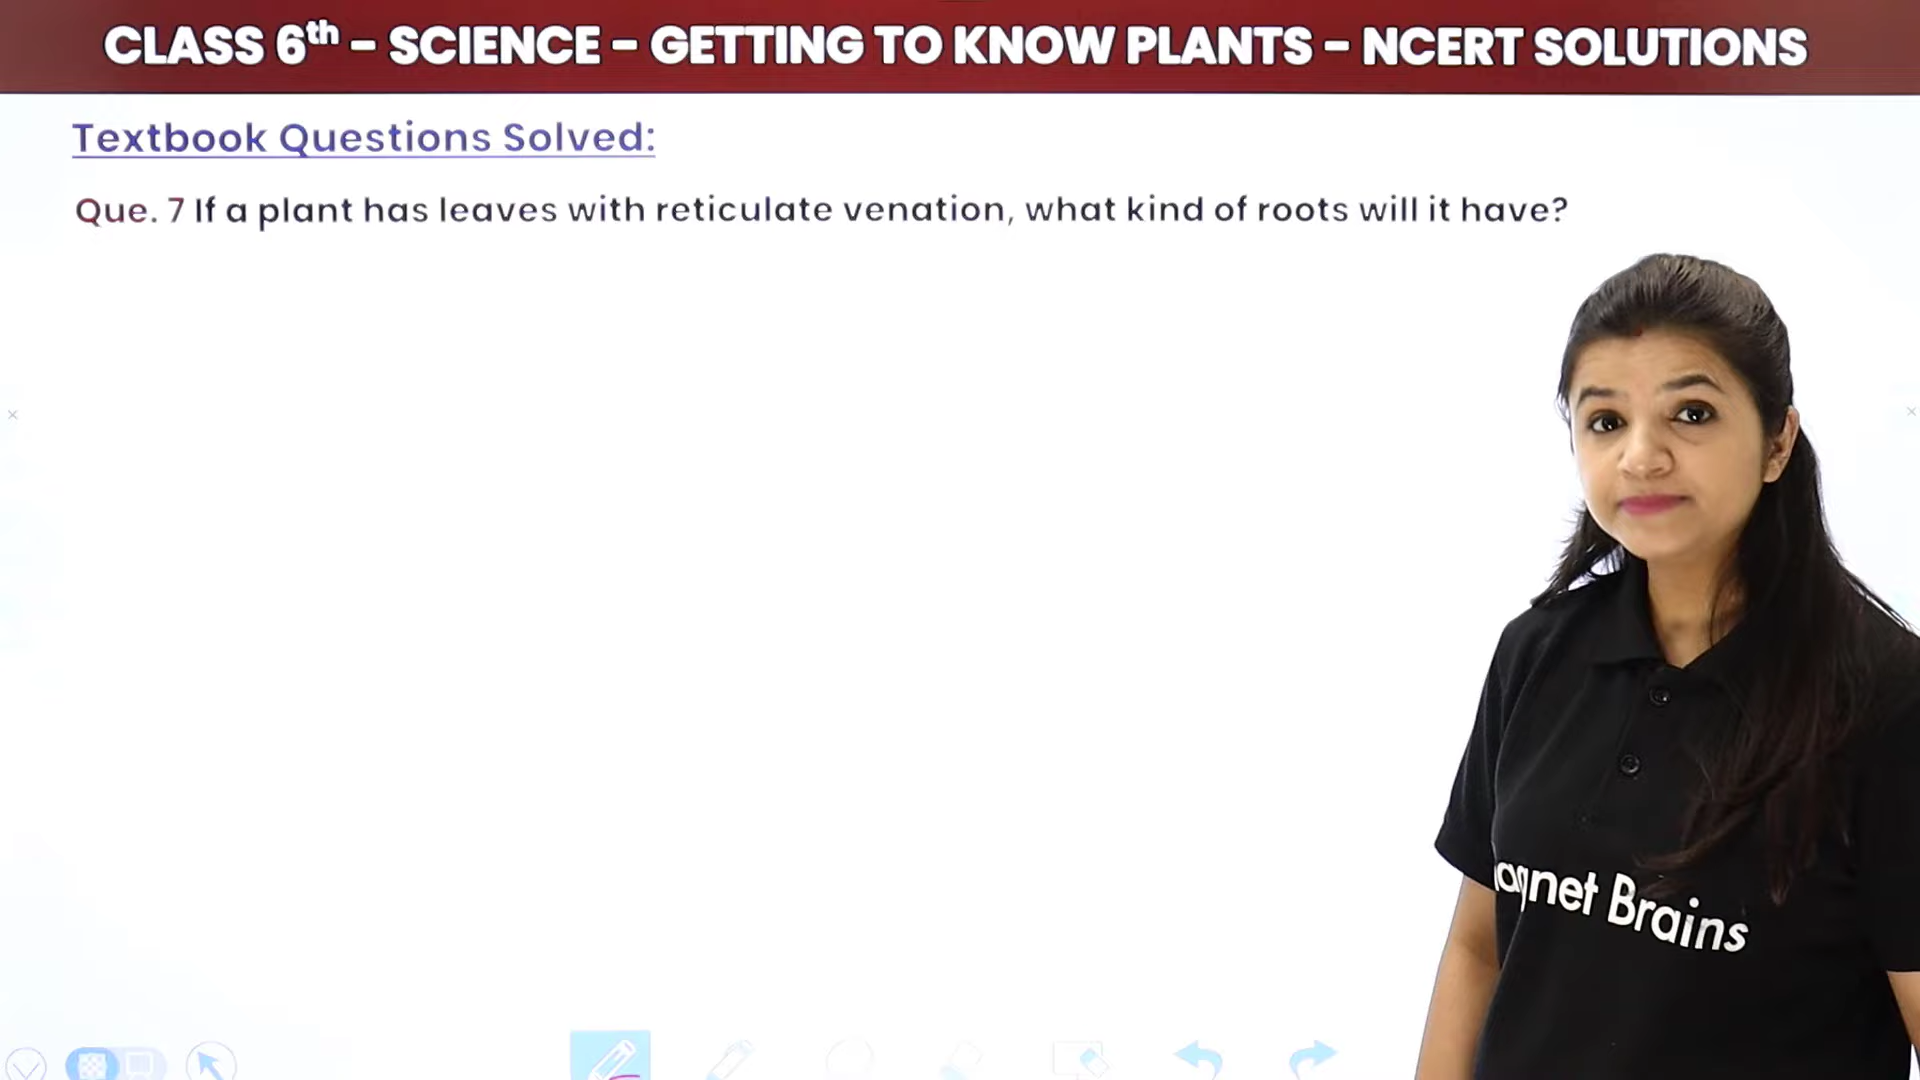 CLASS 6th - SCIENCE - GETTING TO KNOW PLANTS - NCERT SOLUTIONS
Textbook Questions Solved:
Que. 7 If a plant has leaves with reticulate venation, what kind of roots will it have?
agnet Brains